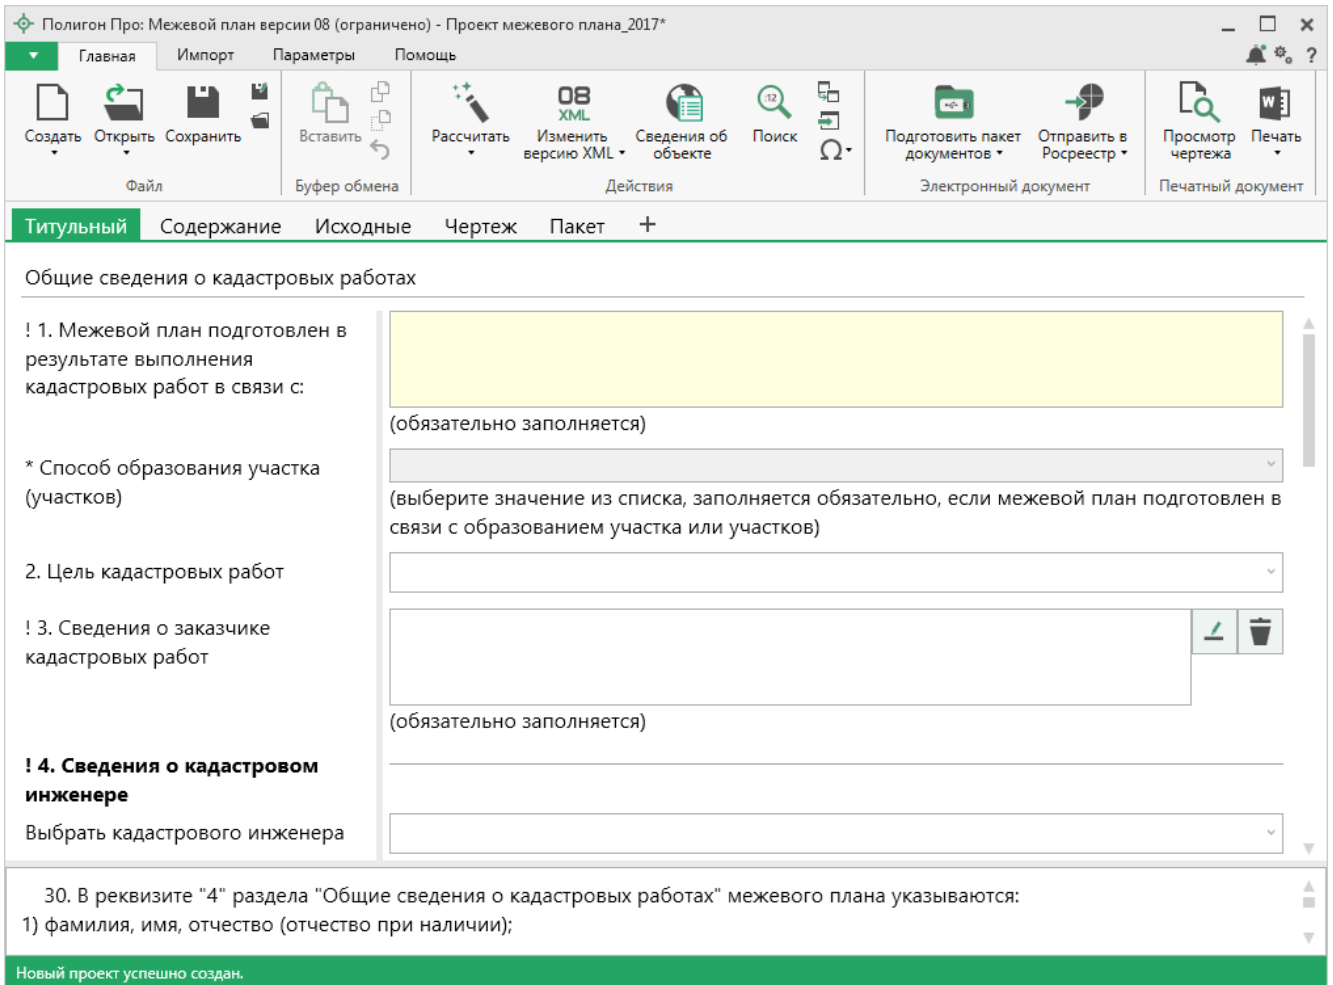 Полигон Про: Межевой план версии 08 (ограничено) - Проект межевого плана_2017*
Главная Импорт Параметры Помощь
?
Создать Открыть Сохранить
Вставить
Рассчитать
08
XML
Изменить
версию XML
Сведения об
объекте
:12
Поиск
Ω
Подготовить пакет
документов
Отправить в
Росреестр
Просмотр
чертежа
W
Печать
Файл Буфер обмена Действия Электронный документ Печатный документ
Титульный Содержание Исходные Чертеж Пакет +
Общие сведения о кадастровых работах
! 1. Межевой план подготовлен в
результате выполнения
кадастровых работ в связи с:
(обязательно заполняется)
* Способ образования участка
(участков)
(выберите значение из списка, заполняется обязательно, если межевой план подготовлен в
связи с образованием участка или участков)
2. Цель кадастровых работ
! 3. Сведения о заказчике
кадастровых работ
(обязательно заполняется)
! 4. Сведения о кадастровом
инженере
Выбрать кадастрового инженера
30. В реквизите "4" раздела "Общие сведения о кадастровых работах" межевого плана указываются:
1) фамилия, имя, отчество (отчество при наличии);
Новый проект успешно создан.